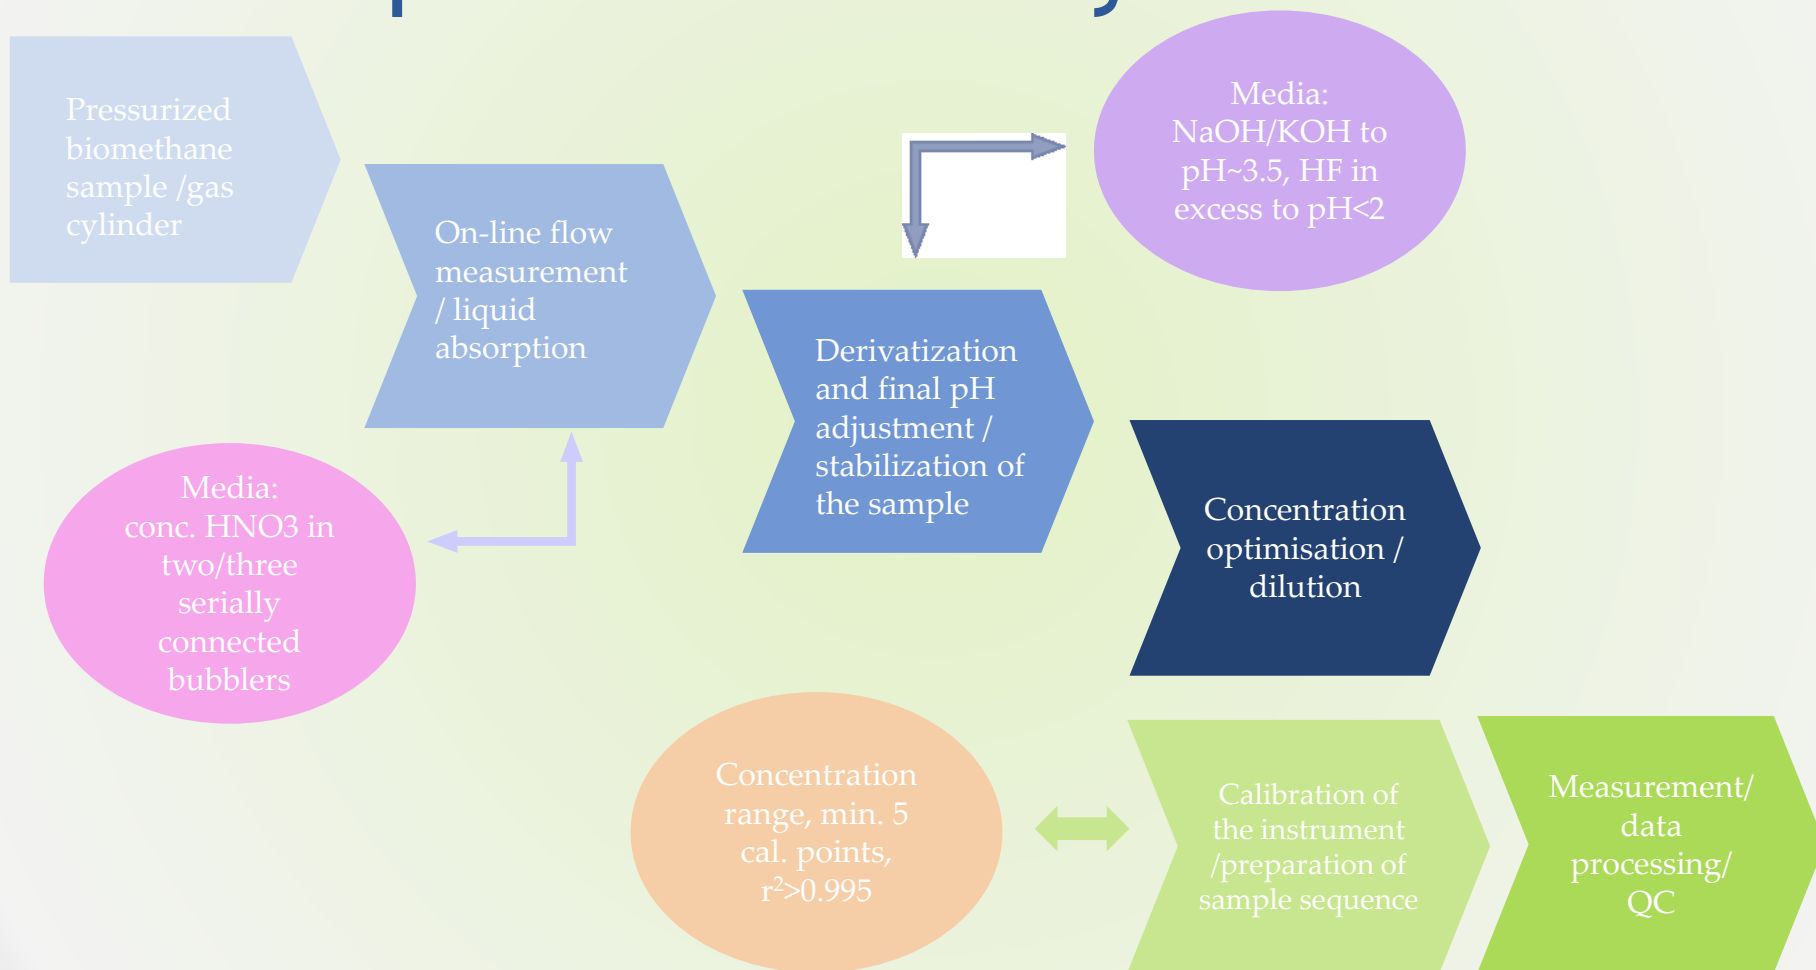 Pressurized
biomethane
sample /gas
cylinder
On-line flow
measurement
/ liquid
absorption
Media:
NaOH/KOH to
pH~3.5, HF in
excess to pH<2
Derivatization
and final pH
adjustment /
stabilization of
the sample
Media:
conc. HNO3 in
two/three
serially
connected
bubblers
Concentration
optimisation /
dilution
Concentration
range, min. 5
cal. points,
r²>0.995
Calibration of
the instrument
/preparation of
sample sequence
Measurement/
data
processing/
QC